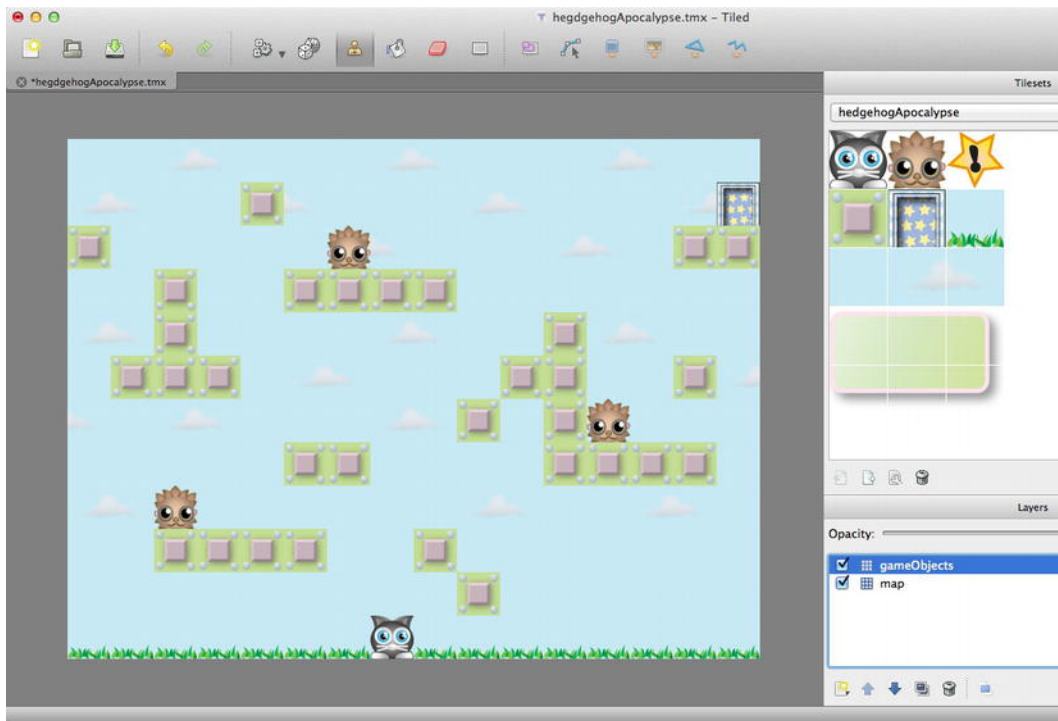 hegdgehogApocalypse.tmx – Tiled
*hegdgehogApocalypse.tmx
Tilesets
hedgehogApocalypse
Layers
Opacity:
gameObjects
map